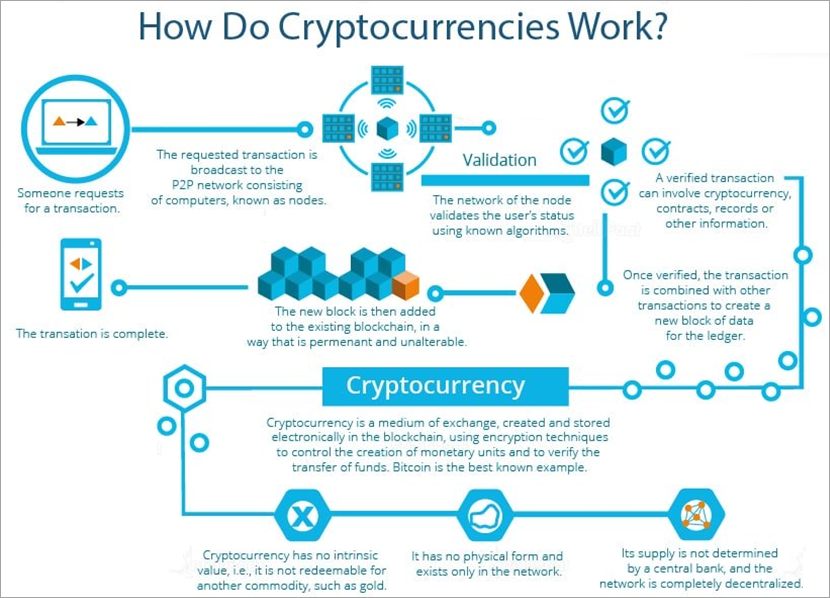 How Do Cryptocurrencies Work?
Someone requests
for a transaction.
The requested transaction is
broadcast to the
P2P network consisting
of computers, known as nodes.
Validation
The network of the node
validates the user's status
using known algorithms.
A verified transaction
can involve cryptocurrency,
contracts, records or
other information.
Once verified, the transaction
is combined with other
transactions to create a
new block of data
for the ledger.
The new block is then added
to the existing blockchain, in a
way that is permenant and unalterable.
The transation is complete.
Cryptocurrency
Cryptocurrency is a medium of exchange, created and stored
electronically in the blockchain, using encryption techniques
to control the creation of monetary units and to verify the
transfer of funds. Bitcoin is the best known example.
Cryptocurrency has no intrinsic
value, i.e., it is not redeemable for
another commodity, such as gold.
It has no physical form and
exists only in the network.
Its supply is not determined
by a central bank, and the
network is completely decentralized.